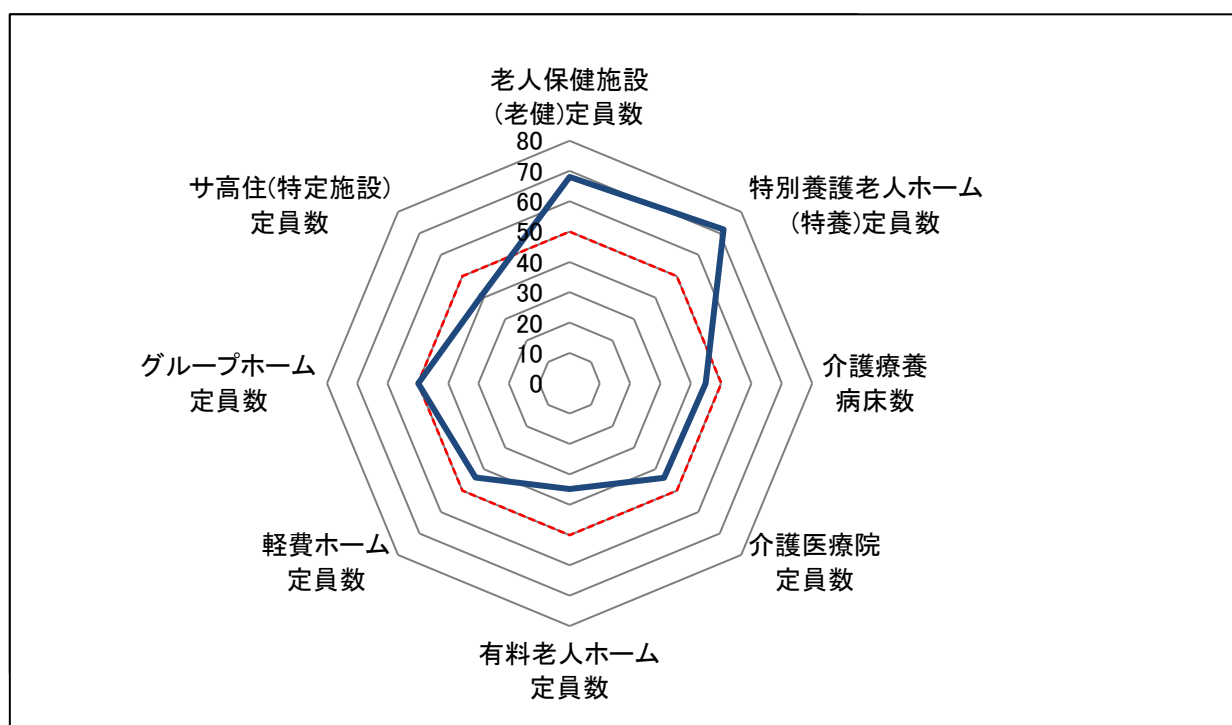 老人保健施設
(老健)定員数
特別養護老人ホーム
(特養)定員数
介護療養
病床数
介護医療院
定員数
有料老人ホーム
定員数
軽費ホーム
定員数
グループホーム
定員数
サ高住(特定施設)
定員数
80
70
60
50
40
30
20
10
0